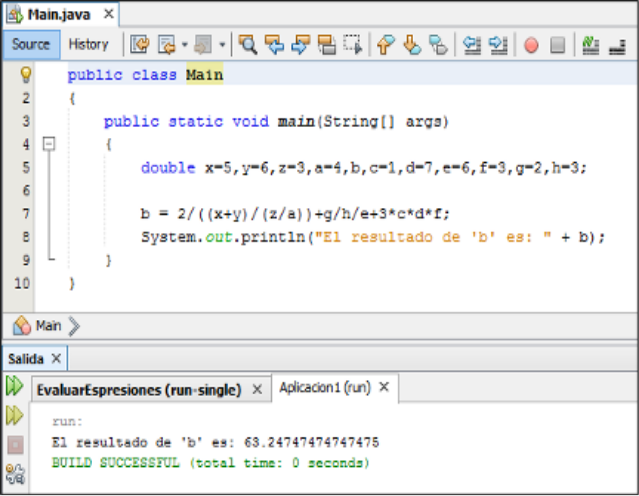 Main.java ×
Source History
1 public class Main
2 {
3 public static void main(String[] args)
4 {
5 double x=5,y=6,z=3,a=4,b,c=1,d=7,e=6,f=3,g=2,h=3;
6
7 b = 2/((x+y)/(z/a))+g/h/e+3*c*d*f;
8 System.out.println("El resultado de 'b' es: " + b);
9 }
10 }
Main
Salida ×
EvaluarEspresiones (run-single) × Aplicacion1 (run) ×
run:
El resultado de 'b' es: 63.24747474747475
BUILD SUCCESSFUL (total time: 0 seconds)